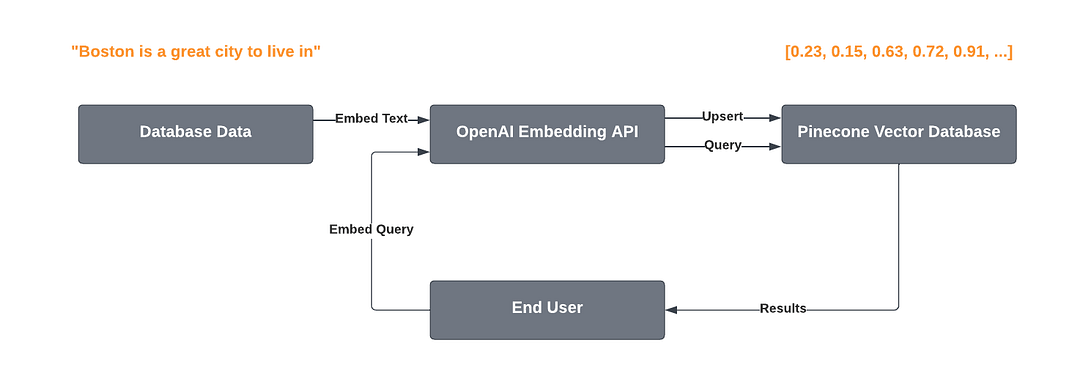 "Boston is a great city to live in"
[0.23, 0.15, 0.63, 0.72, 0.91, ...]
Database Data
Embed Text
OpenAI Embedding API
Upsert
Query
Pinecone Vector Database
Embed Query
End User
Results